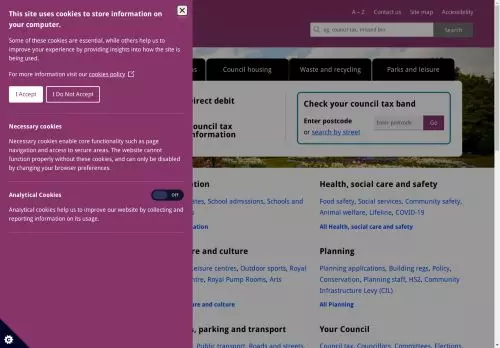 This site uses cookies to store information on
your computer.
Some of these cookies are essential, while others help us to
improve your experience by providing insights into how the site is
being used.
For more information visit our cookies policy
I Accept
I Do Not Accept
Necessary cookies
Necessary cookies enable core functionality such as page
navigation and access to secure areas. The website cannot
function properly without these cookies, and can only be disabled
by changing your browser preferences.
Analytical Cookies
Off
Analytical cookies help us to improve our website by collecting and
reporting information on its usage.
A – Z Contact us Site map Accessibility
eg. council tax, missed bin
Search
Council housing
Waste and recycling
Parks and leisure
direct debit
council tax
information
Check your council tax band
Enter postcode
or search by street
Enter postcode
Go
School admissions, Schools and
Health, social care and safety
Food safety, Social services, Community safety,
Animal welfare, Lifeline, COVID-19
All Health, social care and safety
and culture
Leisure centres, Outdoor sports, Royal
Centre, Royal Pump Rooms, Arts
and culture
Planning
Planning applications, Building regs, Policy,
Conservation, Planning staff, HS2, Community
Infrastructure Levy (CIL)
All Planning
parking and transport
Public transport, Roads and streets
Your Council
Council tax, Councillors, Committees, Elections,